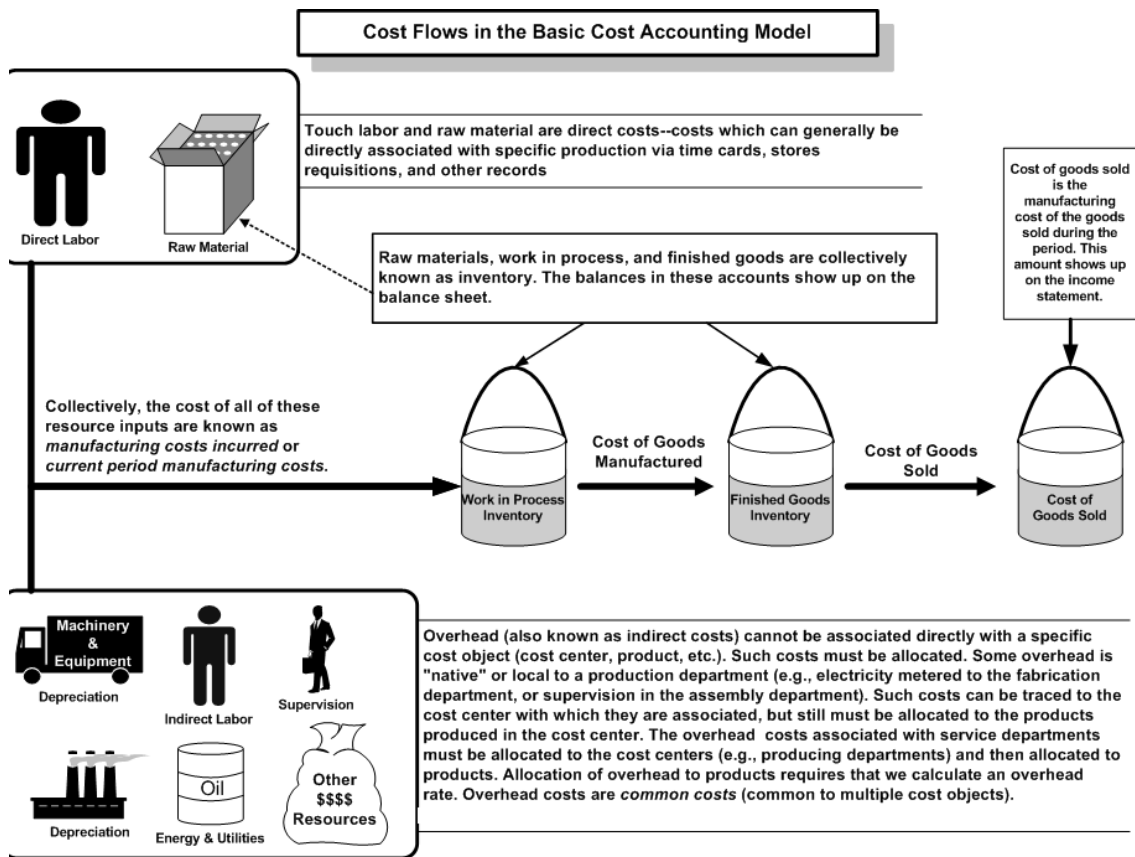 Cost Flows in the Basic Cost Accounting Model
Direct Labor
Raw Material
Touch labor and raw material are direct costs--costs which can generally be
directly associated with specific production via time cards, stores
requisitions, and other records
Cost of goods sold
is the
manufacturing
cost of the goods
sold during the
period. This
amount shows up
on the income
statement.
Raw materials, work in process, and finished goods are collectively
known as inventory. The balances in these accounts show up on the
balance sheet.
Collectively, the cost of all of these
resource inputs are known as
manufacturing costs incurred or
current period manufacturing costs.
Work in Process
Inventory
Cost of Goods
Manufactured
Finished Goods
Inventory
Cost of Goods
Sold
Cost of
Goods Sold
Machinery
&
Equipment
Depreciation
Indirect Labor
Supervision
Depreciation
Oil
Energy & Utilities
Other
$$$$
Resources
Overhead (also known as indirect costs) cannot be associated directly with a specific
cost object (cost center, product, etc.). Such costs must be allocated. Some overhead is
"native" or local to a production department (e.g., electricity metered to the fabrication
department, or supervision in the assembly department). Such costs can be traced to the
cost center with which they are associated, but still must be allocated to the products
produced in the cost center. The overhead costs associated with service departments
must be allocated to the cost centers (e.g., producing departments) and then allocated to
products. Allocation of overhead to products requires that we calculate an overhead
rate. Overhead costs are common costs (common to multiple cost objects).